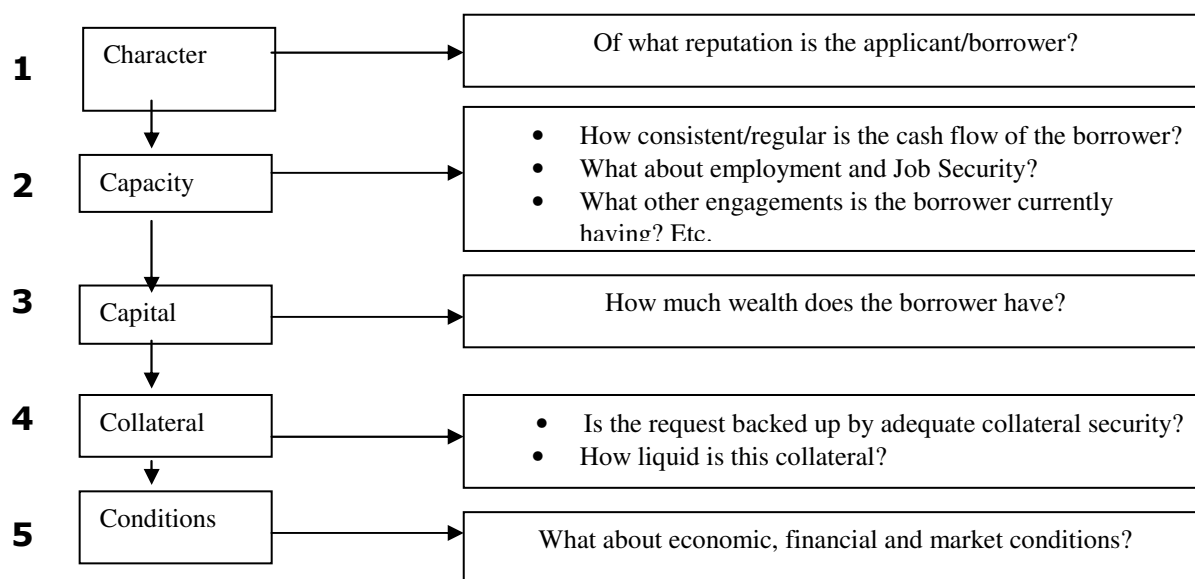 1
Character
Of what reputation is the applicant/borrower?
2
Capacity
• How consistent/regular is the cash flow of the borrower?
• What about employment and Job Security?
• What other engagements is the borrower currently
having? Etc.
3
Capital
How much wealth does the borrower have?
4
Collateral
• Is the request backed up by adequate collateral security?
• How liquid is this collateral?
5
Conditions
What about economic, financial and market conditions?